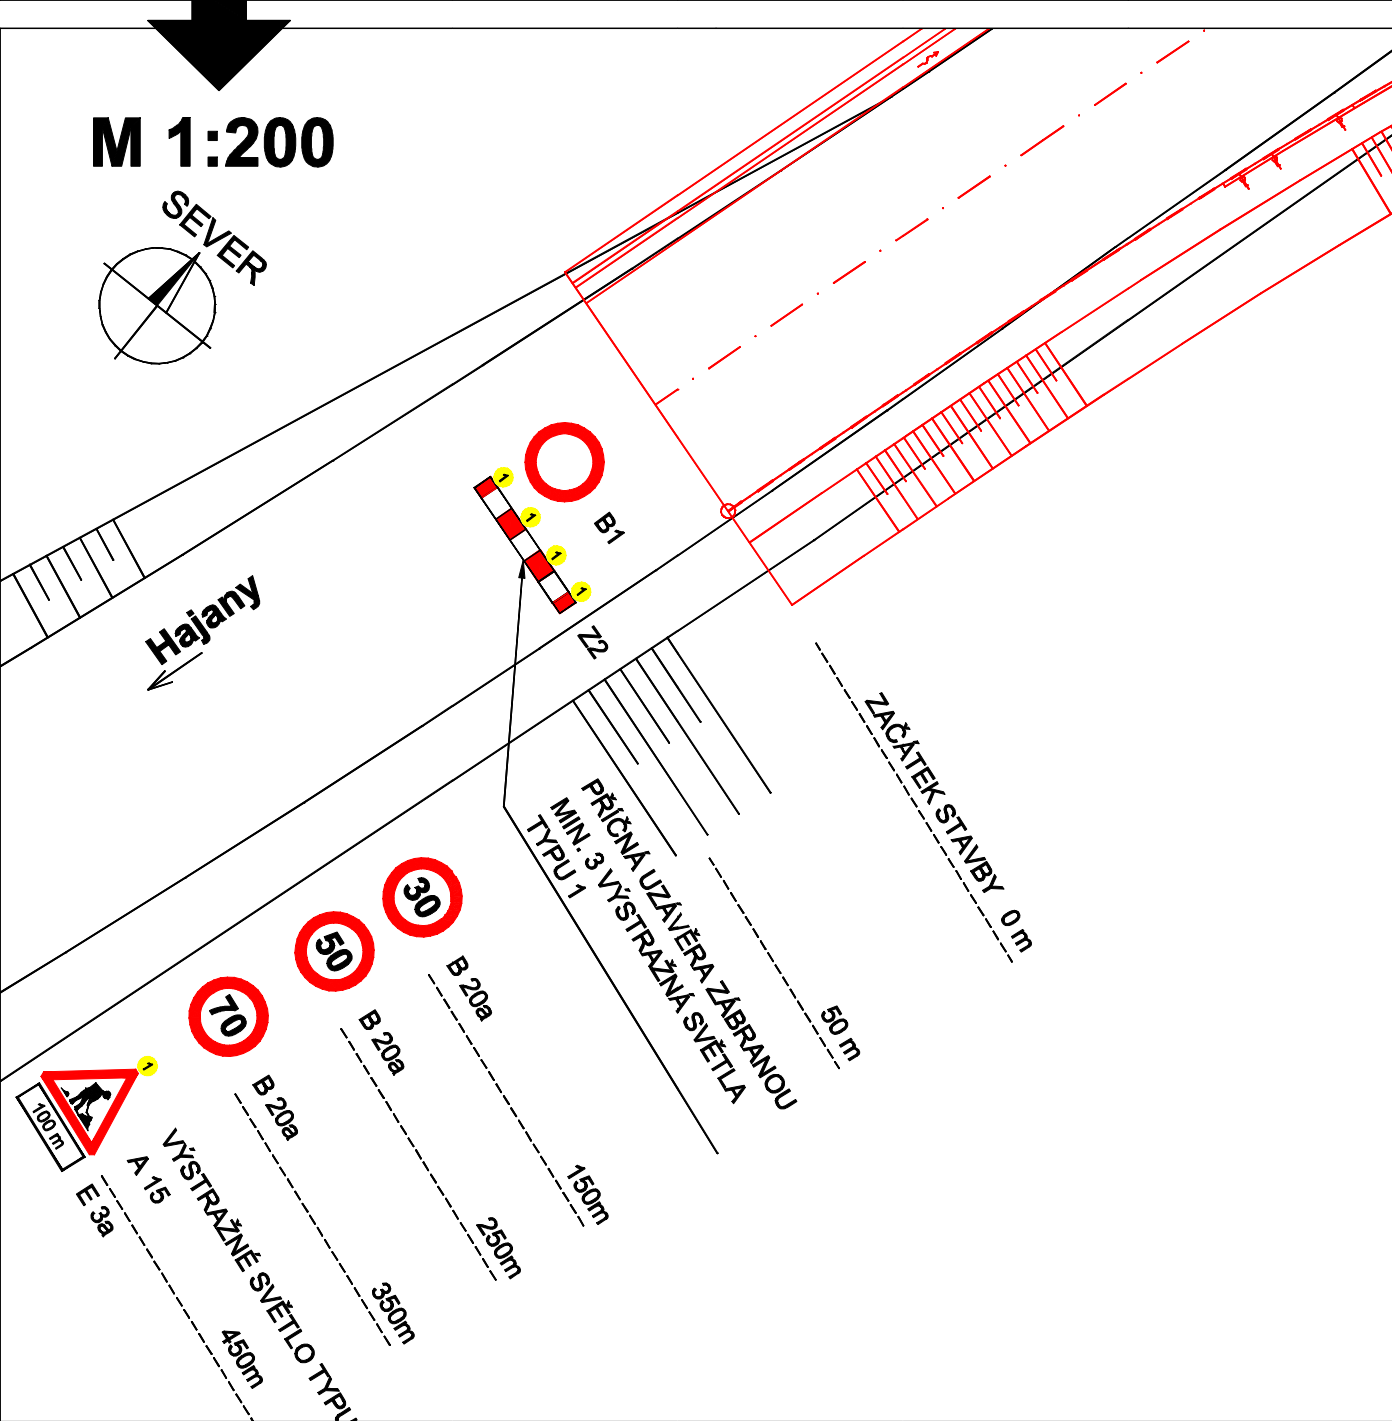 M 1:200
SEVER
1
1
1
1
B1
Z2
Hajany
ZAČÁTEK STAVBY 0 m
PŘÍČNÁ UZÁVĚRA ZÁBRANOU
MIN. 3 VÝSTRAŽNÁ SVĚTLA
TYPU 1
50 m
30
B 20a
150m
50
B 20a
250m
70
B 20a
350m
1
100 m
VÝSTRAŽNÉ SVĚTLO TYPU
A 15
E 3a
450m